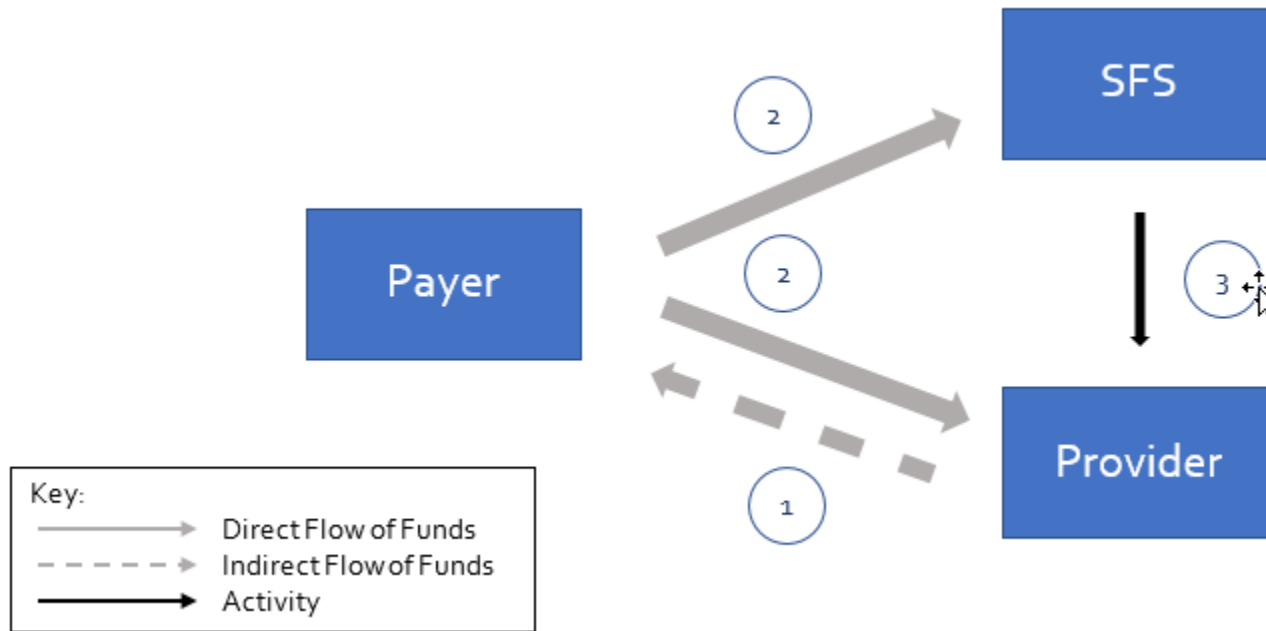 SFS
2
Payer
2
3
Provider
1
Key:
Direct Flow of Funds
Indirect Flow of Funds
Activity